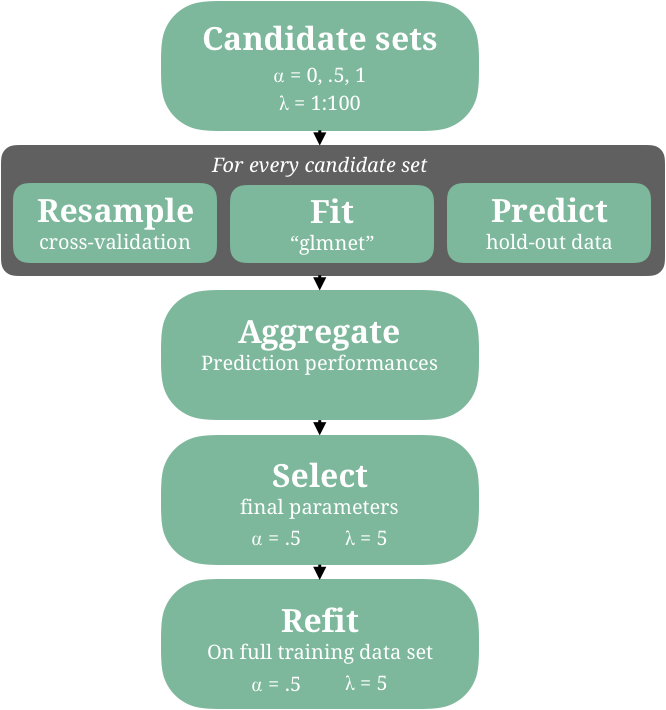 Candidate sets
α = 0, .5, 1
λ = 1:100
For every candidate set
Resample
cross-validation
Fit
“glmnet”
Predict
hold-out data
Aggregate
Prediction performances
Select
final parameters
α = .5 λ = 5
Refit
On full training data set
α = .5 λ = 5